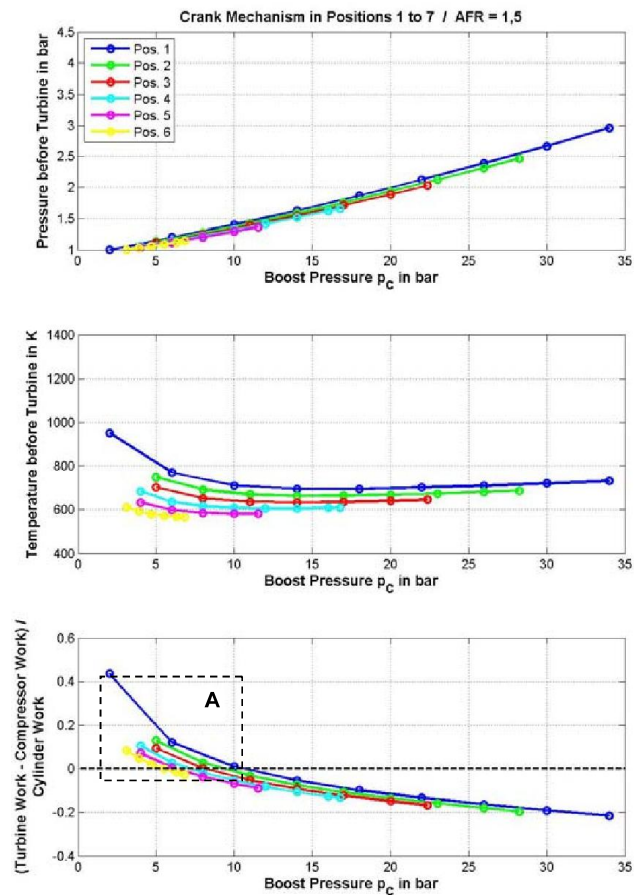 Crank Mechanism in Positions 1 to 7 / AFR = 1,5
Pressure before Turbine in bar
4.5
4
3.5
3
2.5
2
1.5
1
Pos. 1
Pos. 2
Pos. 3
Pos. 4
Pos. 5
Pos. 6
0 5 10 15 20 25 30 35
Boost Pressure pC in bar
Temperature before Turbine in K
1400
1200
1000
800
600
400
0 5 10 15 20 25 30 35
Boost Pressure pC in bar
(Turbine Work - Compressor Work) /
Cylinder Work
0.6
0.4
0.2
0
-0.2
-0.4
A
0 5 10 15 20 25 30 35
Boost Pressure pC in bar